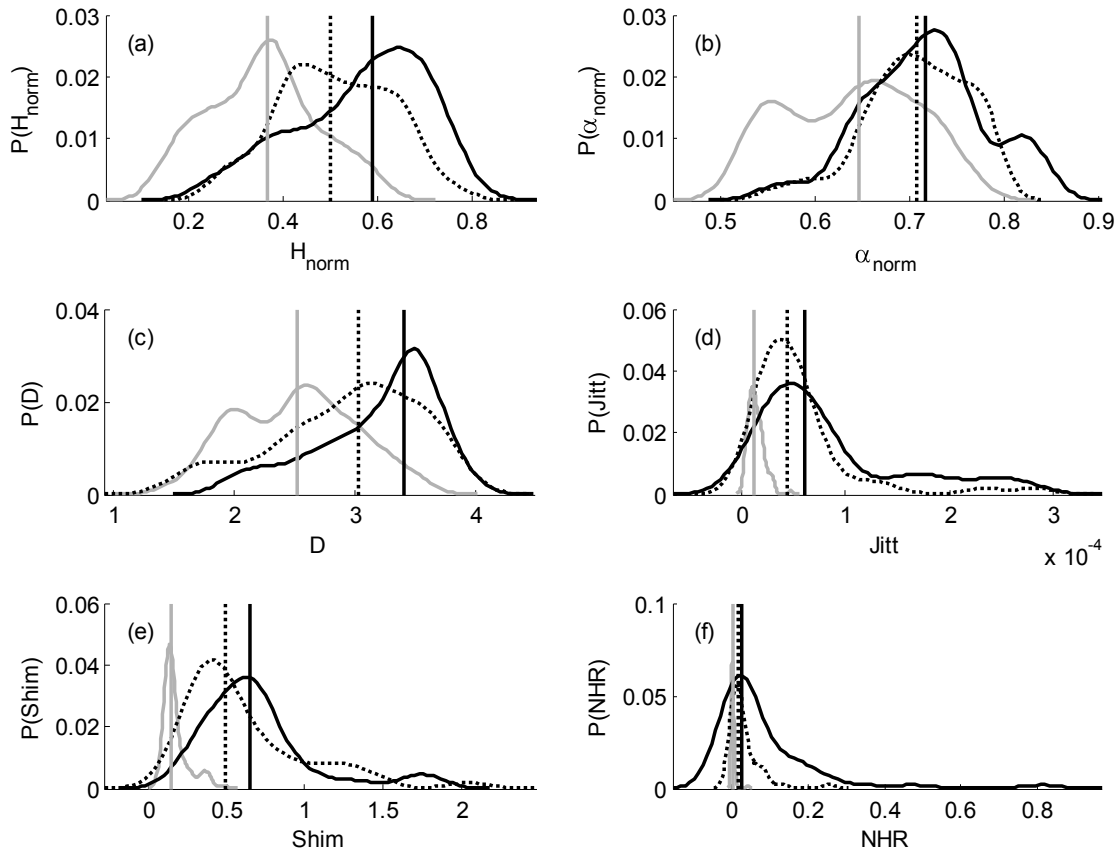 (a)
P(H_norm)
0.03
0.02
0.01
0
0.2 0.4 0.6 0.8
H_norm
(b)
P(α_norm)
0.03
0.02
0.01
0
0.5 0.6 0.7 0.8 0.9
α_norm
(c)
P(D)
0.04
0.02
0
1 2 3 4
D
(d)
P(Jitt)
0.06
0.04
0.02
0
0 1 2 3
Jitt
x 10^-4
(e)
P(Shim)
0.06
0.04
0.02
0
0 0.5 1 1.5 2
Shim
(f)
P(NHR)
0.1
0.05
0
0 0.2 0.4 0.6 0.8
NHR